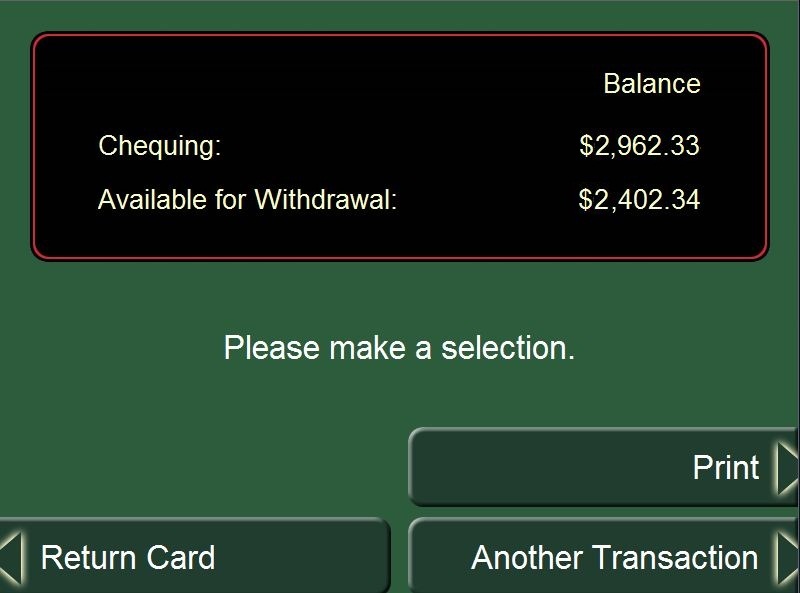 Balance
Chequing: $2,962.33
Available for Withdrawal: $2,402.34
Please make a selection.
Print
Return Card Another Transaction